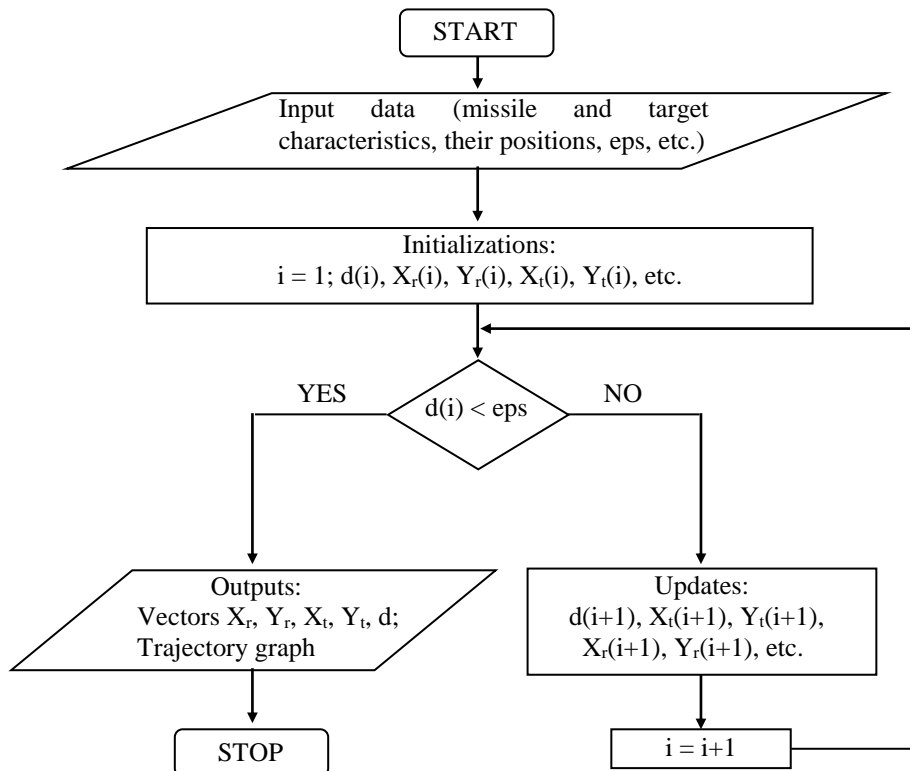 START
Input data (missile and target
characteristics, their positions, eps, etc.)
Initializations:
i = 1; d(i), Xr(i), Yr(i), Xt(i), Yt(i), etc.
YES
d(i) < eps
NO
Outputs:
Vectors Xr, Yr, Xt, Yt, d;
Trajectory graph
Updates:
d(i+1), Xt(i+1), Yt(i+1),
Xr(i+1), Yr(i+1), etc.
STOP
i = i+1